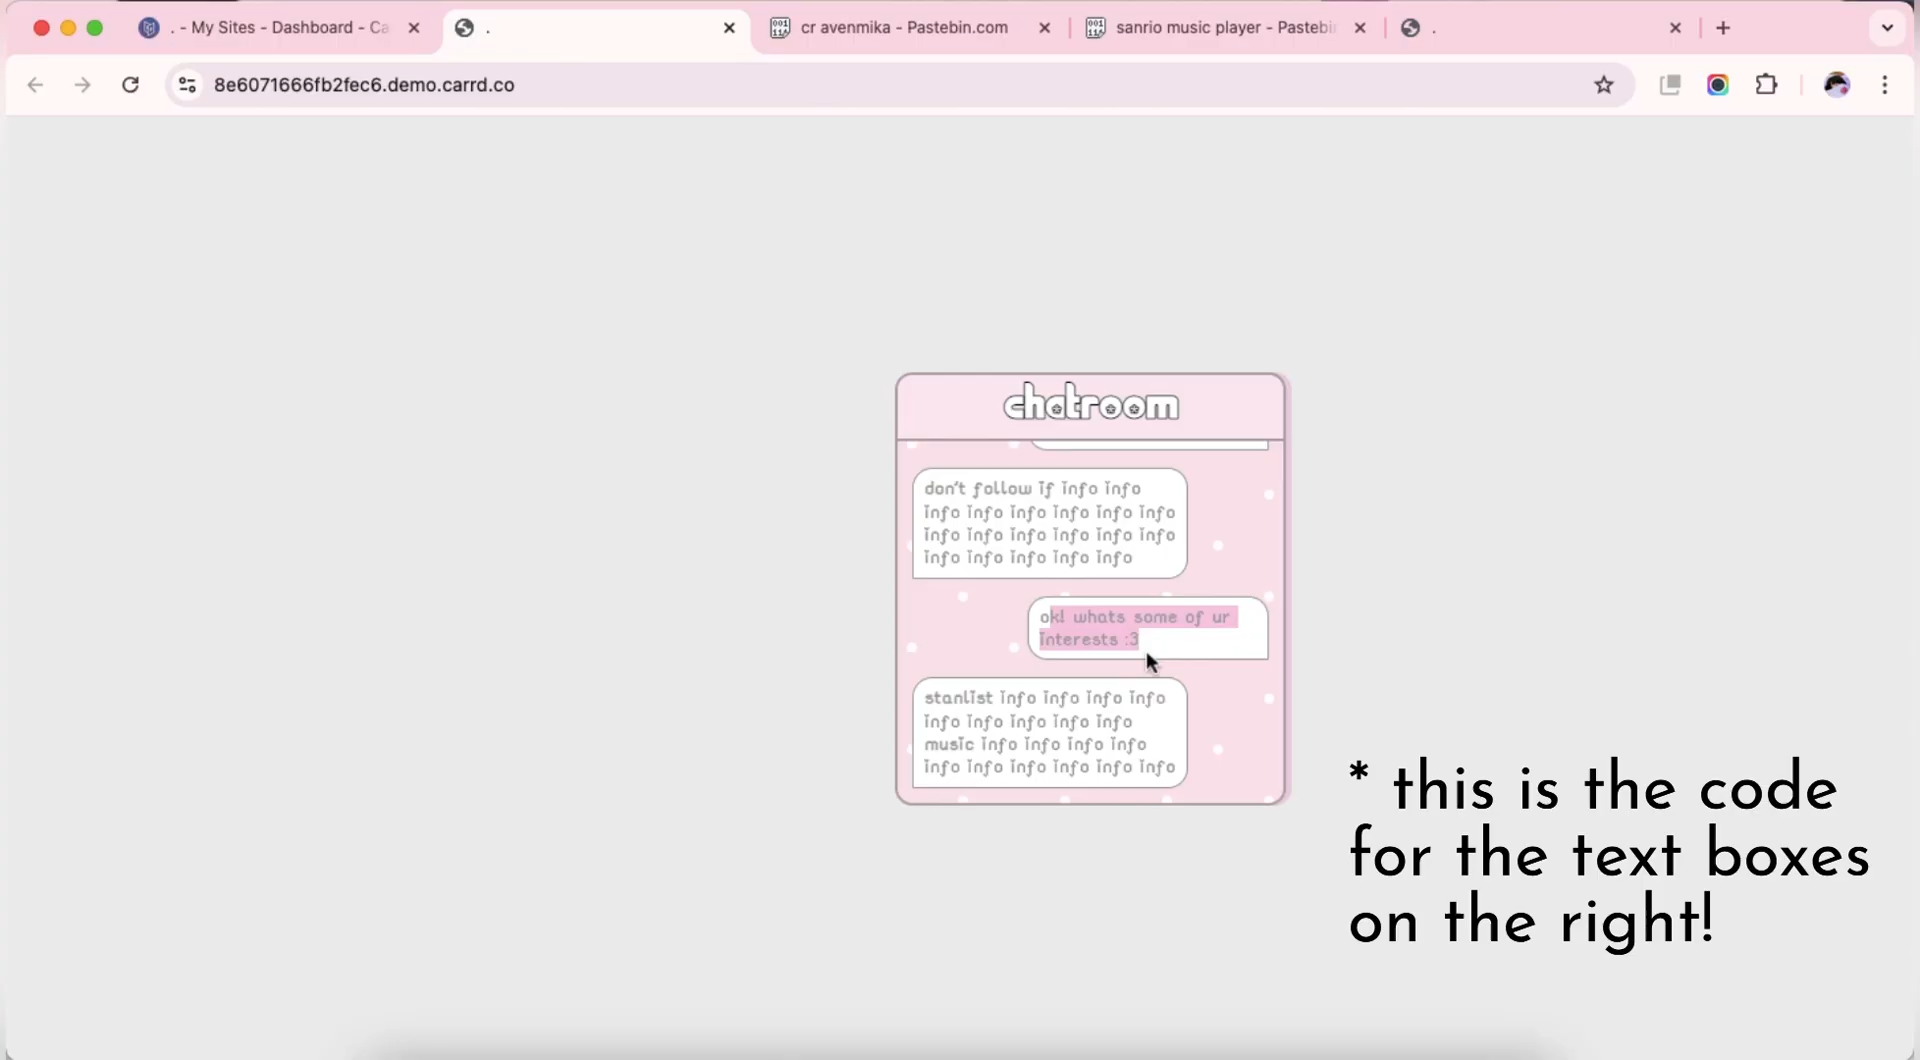 . - My Sites - Dashboard - Ca
.
cr avenmika - Pastebin.com
sanrio music player - Pastebin
.
8e6071666fb2fec6.demo.carrd.co
chatroom
don't follow if info info
info info info info info info
info info info info info info
info info info info info
ok! whats some of ur
interests :3
stanlist info info info info
info info info info info
music info info info info
info info info info info info
* this is the code
for the text boxes
on the right!